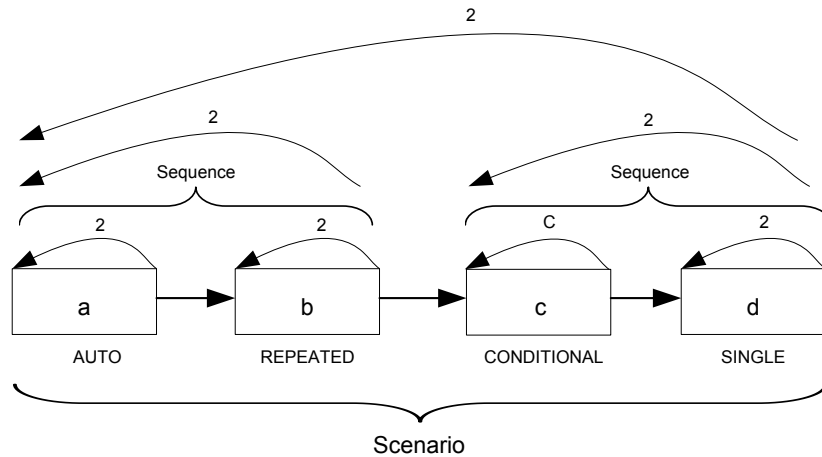 2
2
2
Sequence
Sequence
2
2
C
2
a
b
c
d
AUTO
REPEATED
CONDITIONAL
SINGLE
Scenario